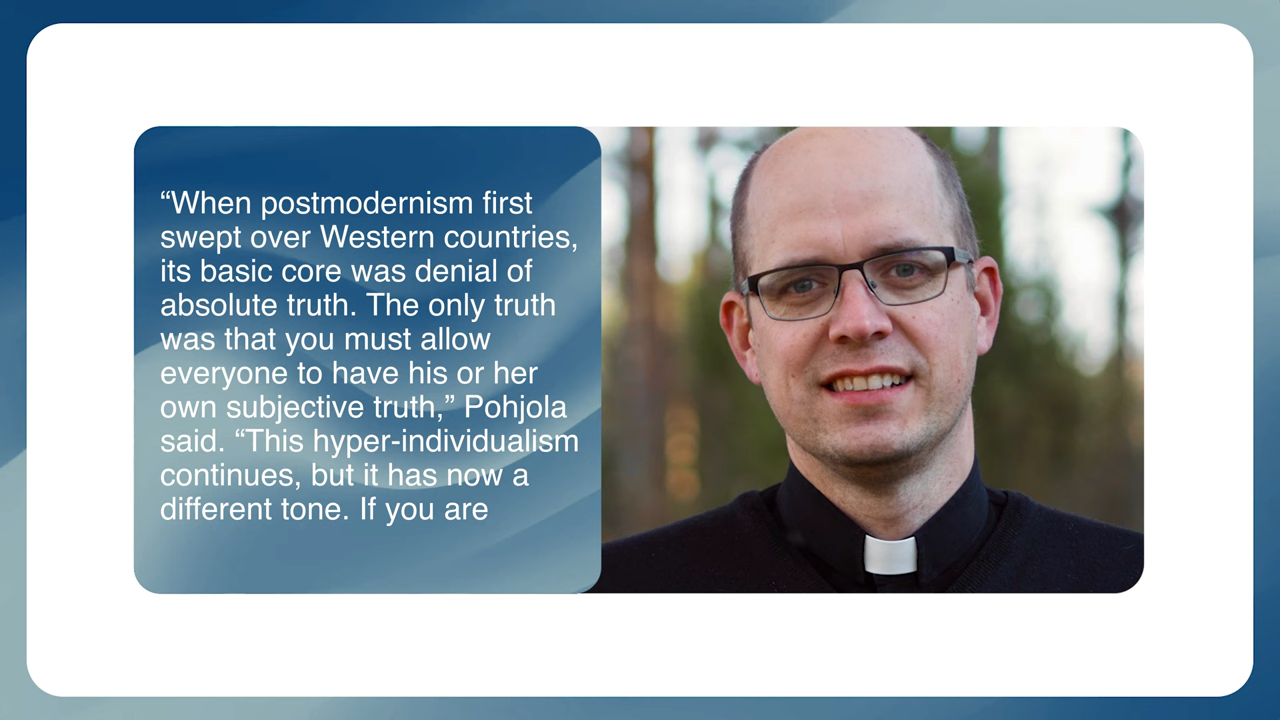 “When postmodernism first
swept over Western countries,
its basic core was denial of
absolute truth. The only truth
was that you must allow
everyone to have his or her
own subjective truth,” Pohjola
said. “This hyper-individualism
continues, but it has now a
different tone. If you are